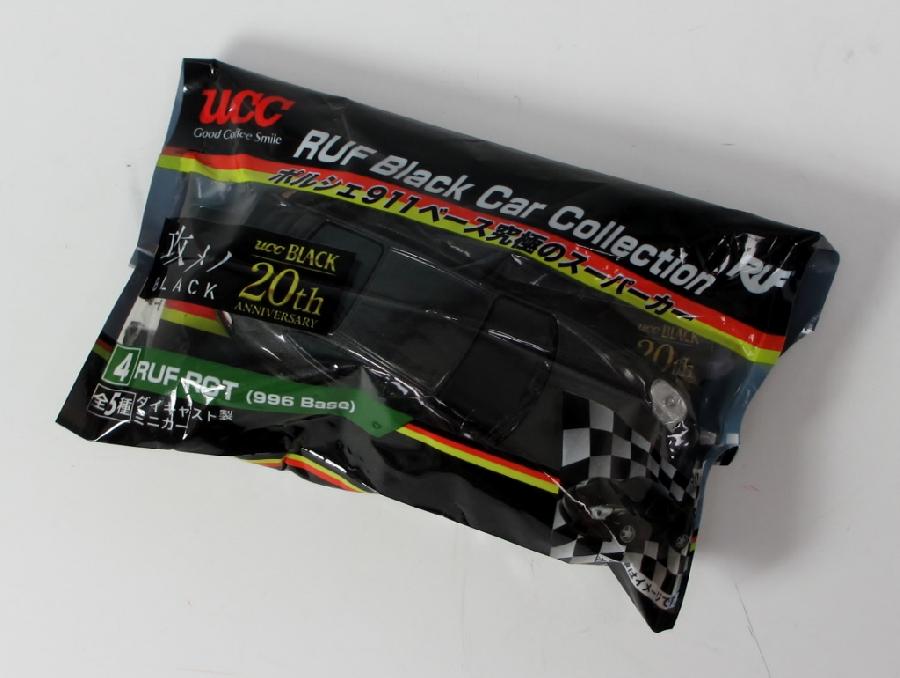 ucc
Good Coffee Smile
RUF Black Car Collection
RUF
ポルシェ911ベース究極のスーパーカー
攻メノ
BLACK
ucc BLACK
20th
ANNIVERSARY
ucc BLACK
20th
4 RUF RGT (996 Base)
全5種 ダイキャスト製
ミニカー